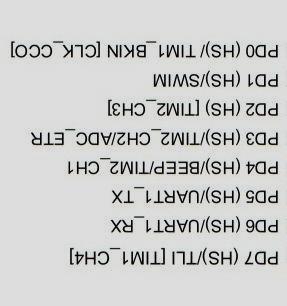 PD7 (HS)/TLI [TIM1_CH4]
PD6 (HS)/UART1_RX
PD5 (HS)/UART1_TX
PD4 (HS)/BEEP/TIM2_CH1
PD3 (HS)/TIM2_CH2/ADC_ETR
PD2 (HS) [TIM2_CH3]
PD1 (HS)/SWIM
PD0 (HS)/TIM1_BKIN [CLK_CCO]